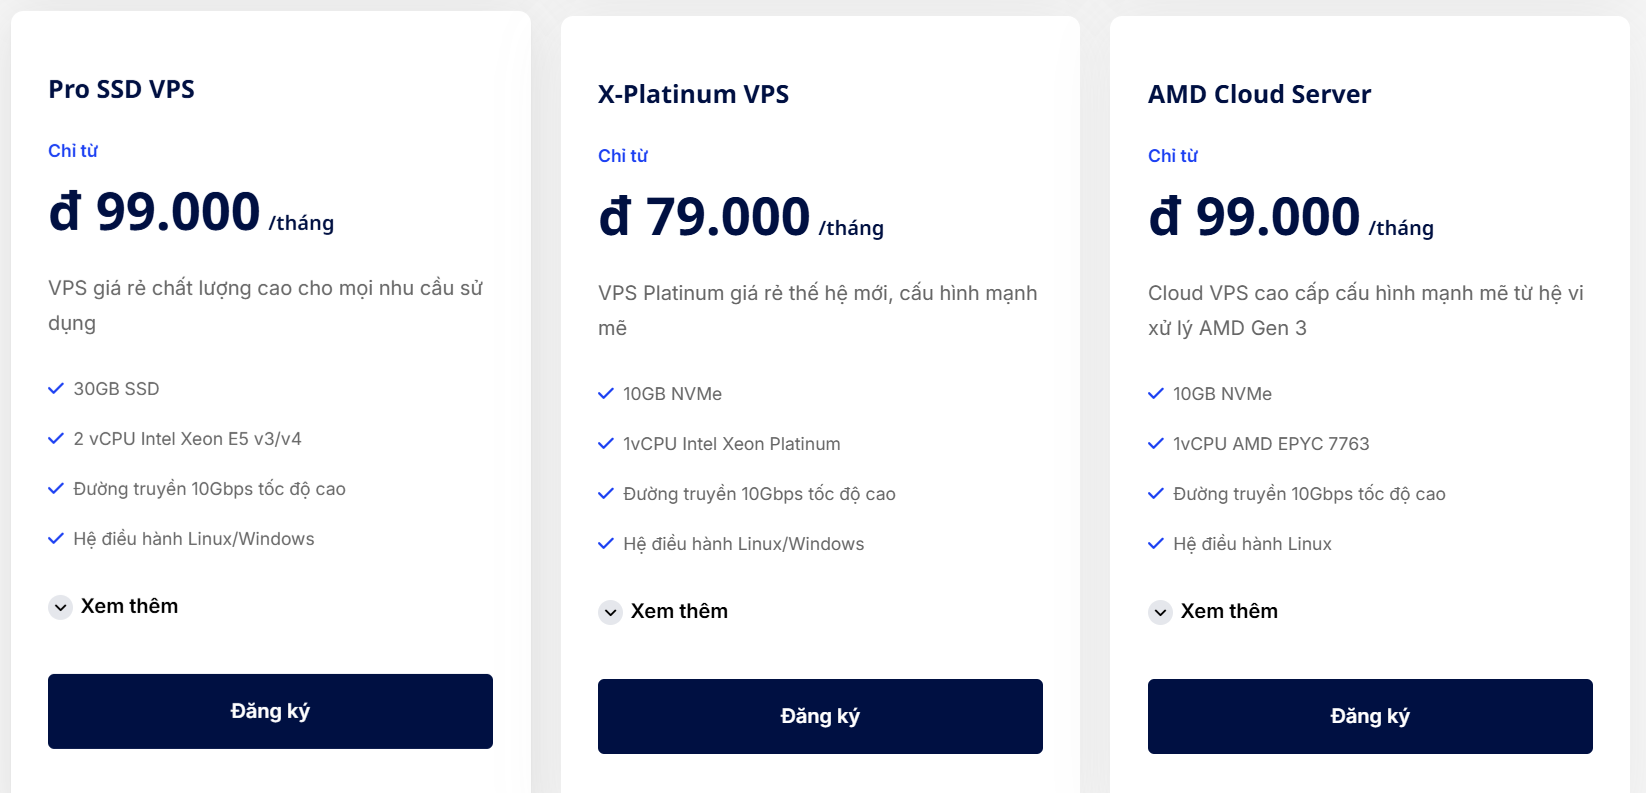 Pro SSD VPS
Chỉ từ
đ 99.000 /tháng
VPS giá rẻ chất lượng cao cho mọi nhu cầu sử
dụng
30GB SSD
2 vCPU Intel Xeon E5 v3/v4
Đường truyền 10Gbps tốc độ cao
Hệ điều hành Linux/Windows
Xem thêm
Đăng ký
X-Platinum VPS
Chỉ từ
đ 79.000 /tháng
VPS Platinum giá rẻ thế hệ mới, cấu hình mạnh
mẽ
10GB NVMe
1vCPU Intel Xeon Platinum
Đường truyền 10Gbps tốc độ cao
Hệ điều hành Linux/Windows
Xem thêm
Đăng ký
AMD Cloud Server
Chỉ từ
đ 99.000 /tháng
Cloud VPS cao cấp cấu hình mạnh mẽ từ hệ vi
xử lý AMD Gen 3
10GB NVMe
1vCPU AMD EPYC 7763
Đường truyền 10Gbps tốc độ cao
Hệ điều hành Linux
Xem thêm
Đăng ký